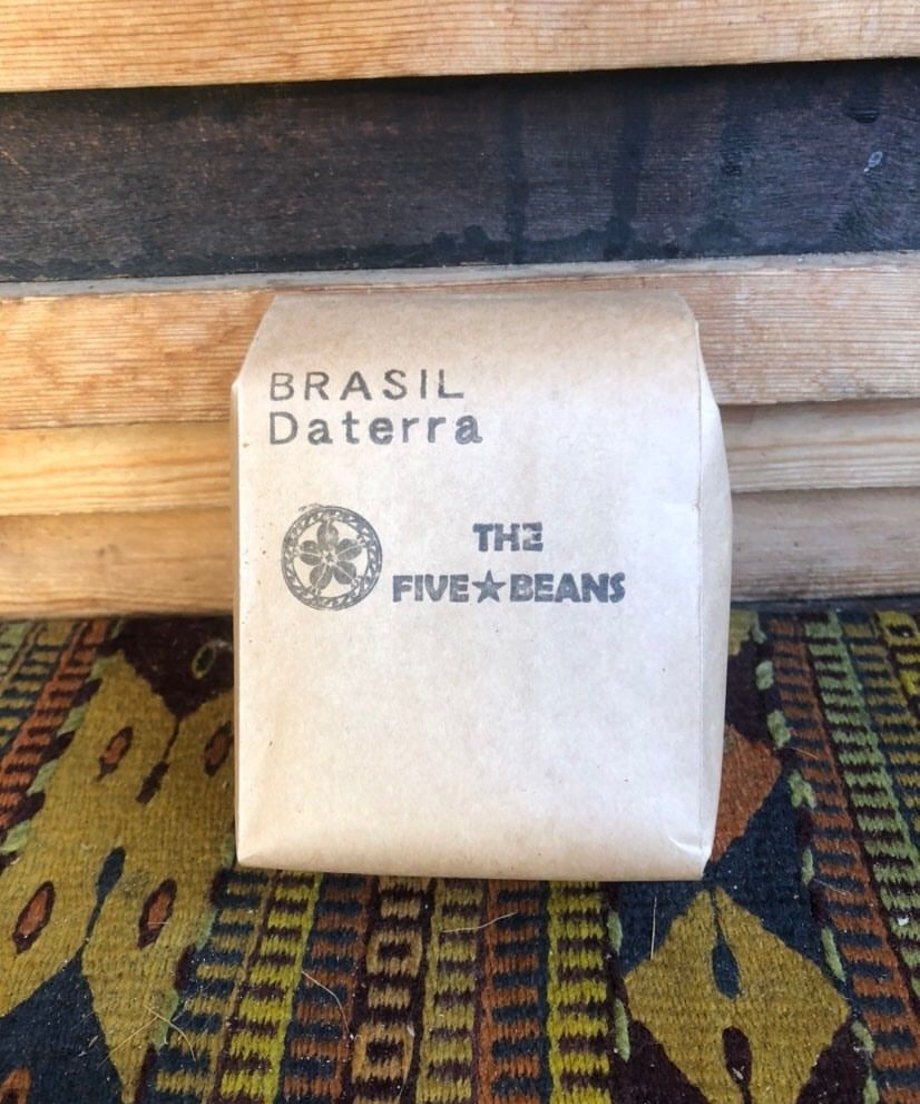 BRASIL
Daterra
THE
FIVE★BEANS